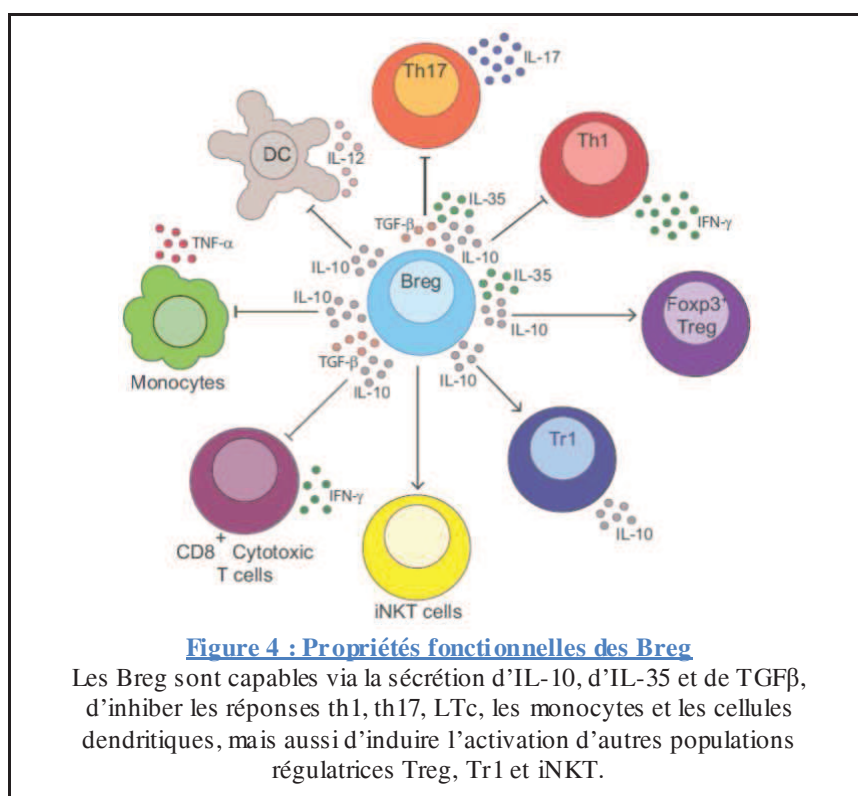 Th17
IL-17
DC
IL-12
Th1
IFN-γ
TNF-α
IL-10
TGF-β
IL-35
IL-10
IL-10
Breg
IL-35
IL-10
Foxp3+
Treg
Monocytes
TGF-β
IL-10
IL-10
Tr1
IL-10
IFN-γ
CD8+ Cytotoxic
T cells
iNKT cells
Figure 4 : Propriétés fonctionnelles des Breg
Les Breg sont capables via la sécrétion d'IL-10, d'IL-35 et de TGFβ,
d'inhiber les réponses th1, th17, LTc, les monocytes et les cellules
dendritiques, mais aussi d'induire l'activation d'autres populations
régulatrices Treg, Tr1 et iNKT.